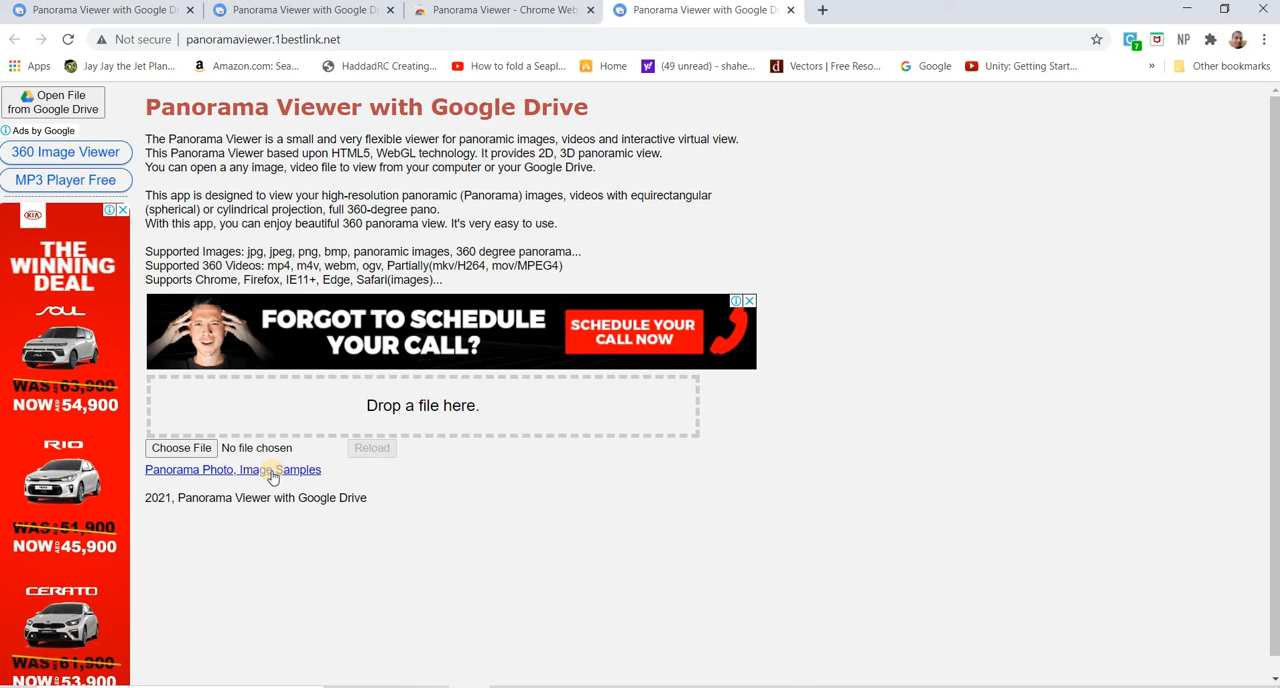 Panorama Viewer with Google D
Panorama Viewer with Google D
Panorama Viewer - Chrome Web
Panorama Viewer with Google D
Not secure | panoramaviewer.1bestlink.net
7
NP
Apps
Jay Jay the Jet Plan...
Amazon.com: Sea...
HaddadRC Creating...
How to fold a Seapl...
Home
(49 unread) - shahe...
Vectors | Free Reso...
Google
Unity: Getting Start...
»
Other bookmarks
Open File
from Google Drive
Ads by Google
360 Image Viewer
MP3 Player Free
KIA
THE
WINNING
DEAL
SOUL
WAS 63,900
NOW AED 54,900
RIO
WAS 51,900
NOW AED 45,900
CERATO
WAS 61,900
NOW AED 53,900
Panorama Viewer with Google Drive
The Panorama Viewer is a small and very flexible viewer for panoramic images, videos and interactive virtual view.
This Panorama Viewer based upon HTML5, WebGL technology. It provides 2D, 3D panoramic view.
You can open a any image, video file to view from your computer or your Google Drive.
This app is designed to view your high-resolution panoramic (Panorama) images, videos with equirectangular
(spherical) or cylindrical projection, full 360-degree pano.
With this app, you can enjoy beautiful 360 panorama view. It's very easy to use.
Supported Images: jpg, jpeg, png, bmp, panoramic images, 360 degree panorama...
Supported 360 Videos: mp4, m4v, webm, ogv, Partially(mkv/H264, mov/MPEG4)
Supports Chrome, Firefox, IE11+, Edge, Safari(images)...
FORGOT TO SCHEDULE
YOUR CALL?
SCHEDULE YOUR
CALL NOW
Drop a file here.
Choose File No file chosen Reload
Panorama Photo, Image Samples
2021, Panorama Viewer with Google Drive